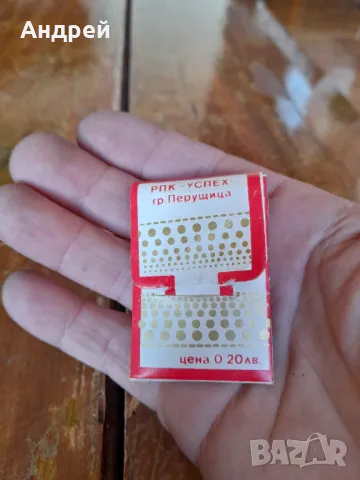 Андрей
РПК "УСПЕХ"
гр. Перущица
цена 0 20лв.
BAZAR